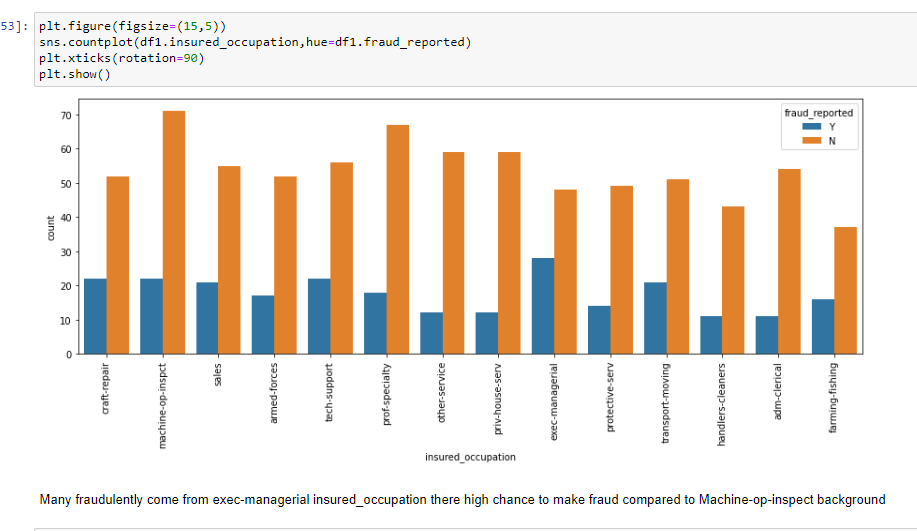 53]: plt.figure(figsize=(15,5))
sns.countplot(df1.insured_occupation,hue=df1.fraud_reported)
plt.xticks(rotation=90)
plt.show()
fraud_reported
Y
N
70
60
50
40
30
20
10
0
count
craft-repair
machine-op-inspct
sales
armed-forces
tech-support
prof-specialty
other-service
priv-house-serv
exec-managerial
protective-serv
transport-moving
handlers-cleaners
adm-clerical
farming-fishing
insured_occupation
Many fraudulently come from exec-managerial insured_occupation there high chance to make fraud compared to Machine-op-inspect background